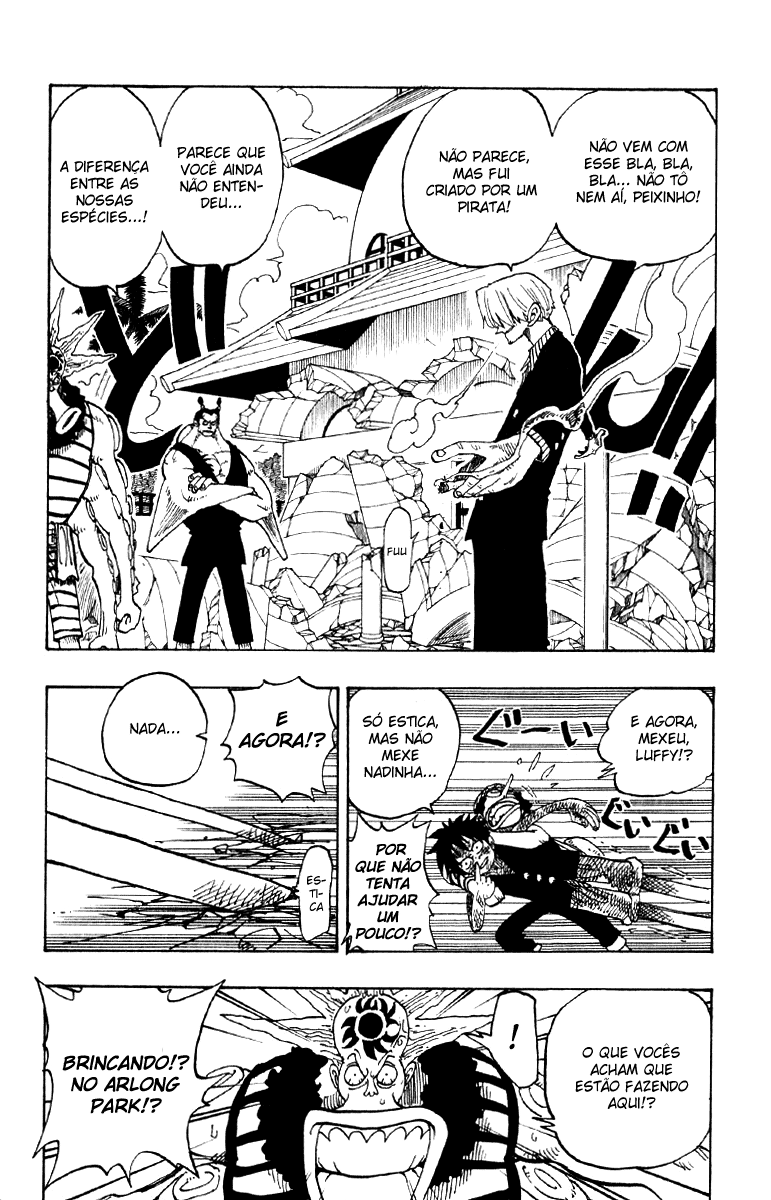 NÃO VEM COM
ESSE BLA, BLA,
BLA... NÃO TÔ
NEM AÍ, PEIXINHO!
NÃO PARECE,
MAS FUI
CRIADO POR UM
PIRATA!
PARECE QUE
VOCÊ AINDA
NÃO ENTEN-
DEU...
A DIFERENÇA
ENTRE AS
NOSSAS
ESPÉCIES...!
FUU
E AGORA,
MEXEU,
LUFFY!?
ぐーい
ぐいぐい
SÓ ESTICA,
MAS NÃO
MEXE
NADINHA...
POR
QUE NÃO
TENTA
AJUDAR
UM
POUCO!?
E
AGORA!?
NADA...
ES-
TI-
CA
O QUE VOCÊS
ACHAM QUE
ESTÃO FAZENDO
AQUI!?
!
BRINCANDO!?
NO ARLONG
PARK!?